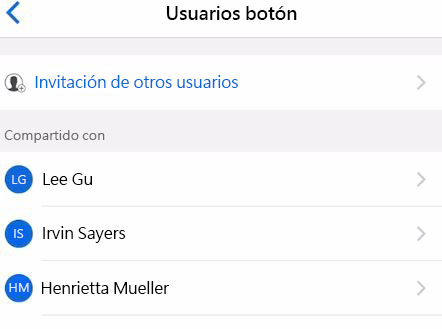 Usuarios botón
Invitación de otros usuarios
Compartido con
LG Lee Gu
IS Irvin Sayers
HM Henrietta Mueller